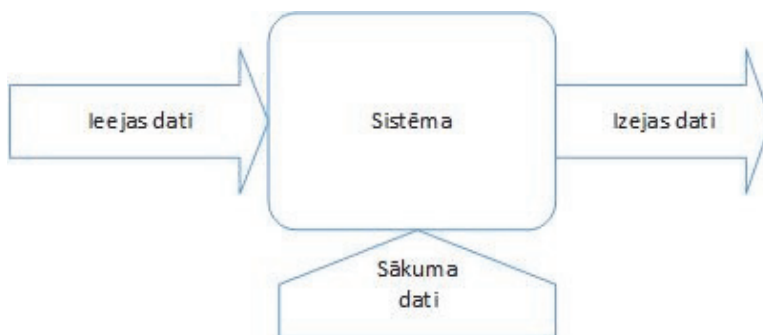 Ieejas dati
Sistēma
Izejas dati
Sākuma
dati